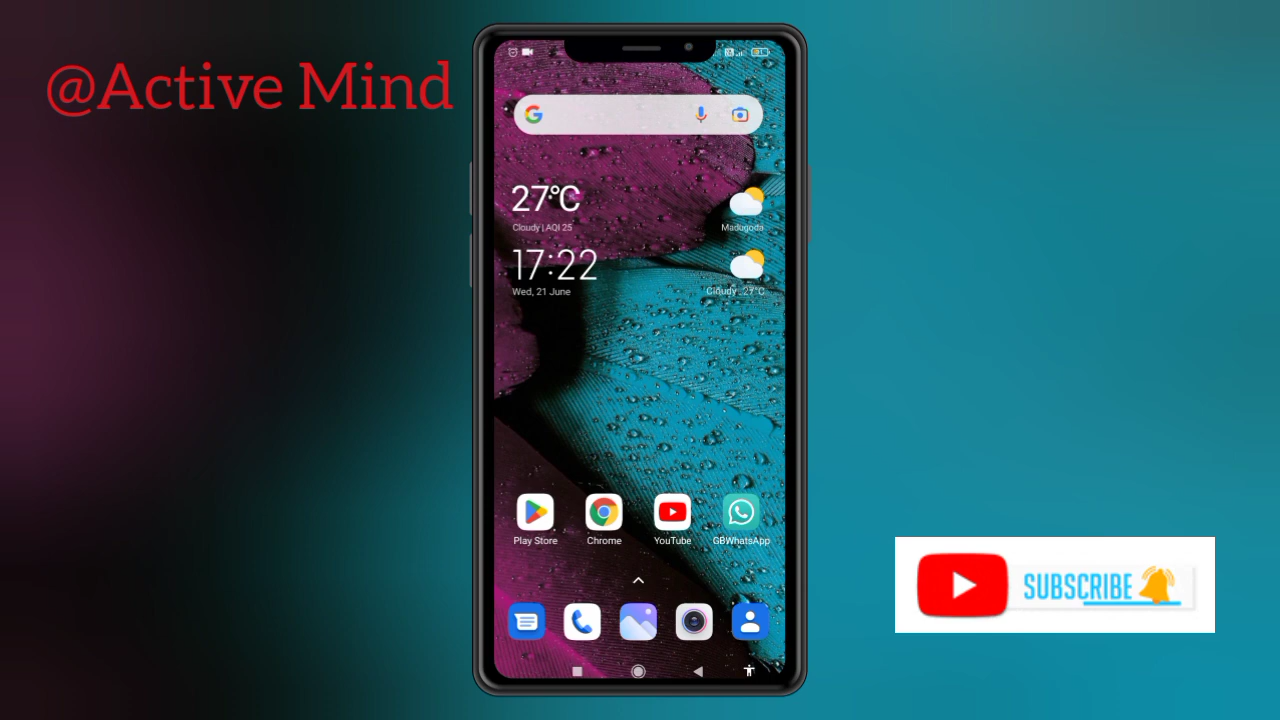 @Active Mind
27°C
Cloudy | AQI 25
Madugoda
17:22
Wed, 21 June
Cloudy . 27°C
Play Store
Chrome
YouTube
GBWhatsApp
SUBSCRIBE